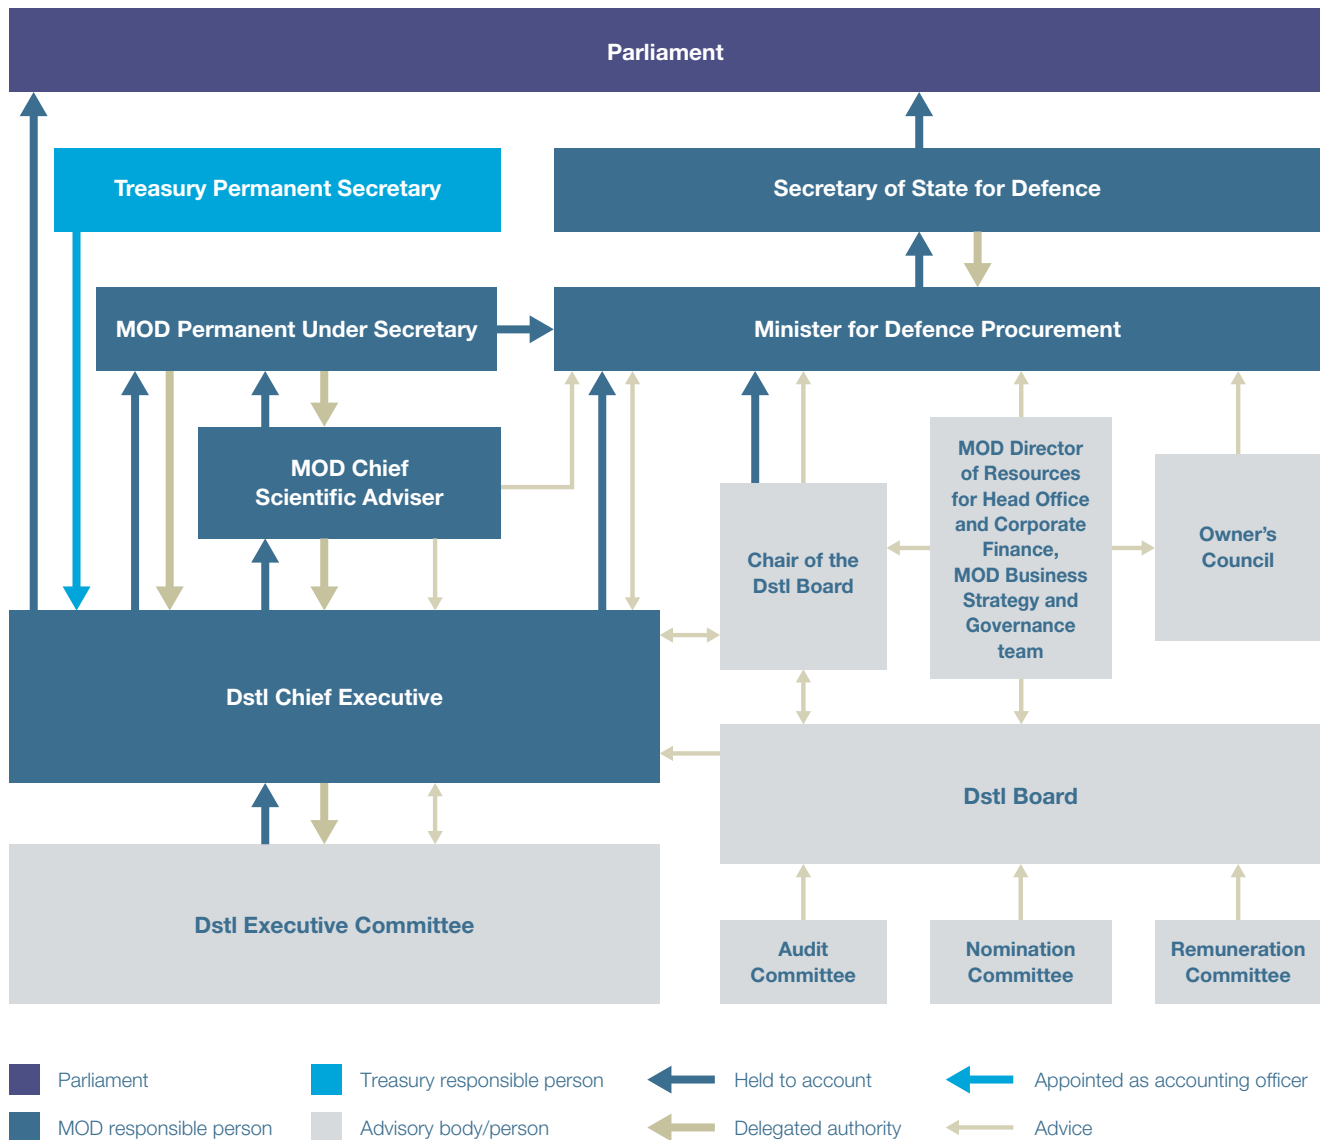 Parliament
Treasury Permanent Secretary
Secretary of State for Defence
MOD Permanent Under Secretary
Minister for Defence Procurement
MOD Chief
Scientific Adviser
MOD Director
of Resources
for Head Office
and Corporate
Finance,
MOD Business
Strategy and
Governance
team
Chair of the
Dstl Board
Owner's
Council
Dstl Chief Executive
Dstl Board
Dstl Executive Committee
Audit
Committee
Nomination
Committee
Remuneration
Committee
Parliament
Treasury responsible person
Held to account
Appointed as accounting officer
MOD responsible person
Advisory body/person
Delegated authority
Advice